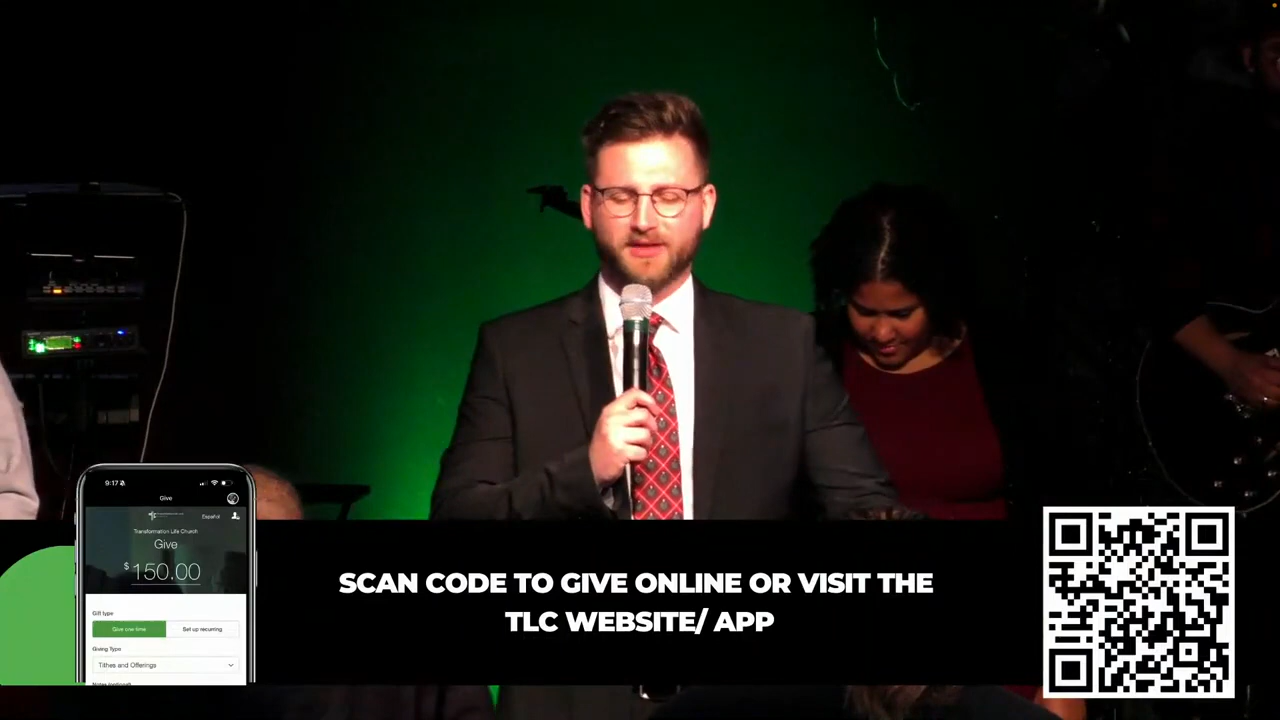 9:17
Give
Español
Transformation Life Church
Give
$150.00
Gift type
Give one time
Set up recurring
Giving Type
Tithes and Offerings
SCAN CODE TO GIVE ONLINE OR VISIT THE
TLC WEBSITE/ APP